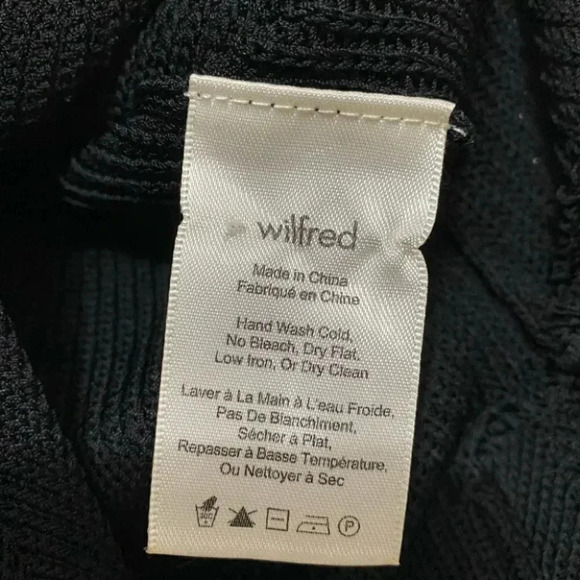 wilfred
Made in China
Fabriqué en China
Hand Wash Cold,
No Bleach, Dry Flat.
Low Iron, Or Dry Clean
Laver à La Main à L'eau Froide,
Pas De Blanchiment,
Sécher à Plat,
Repasser à Basse Température,
Ou Nettoyer à Sec
P